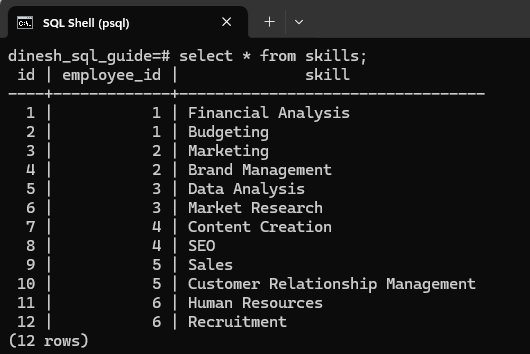 SQL Shell (psql)
dinesh_sql_guide=# select * from skills;
id | employee_id | skill
----+-------------+----------------------------------
1 | 1 | Financial Analysis
2 | 1 | Budgeting
3 | 2 | Marketing
4 | 2 | Brand Management
5 | 3 | Data Analysis
6 | 3 | Market Research
7 | 4 | Content Creation
8 | 4 | SEO
9 | 5 | Sales
10 | 5 | Customer Relationship Management
11 | 6 | Human Resources
12 | 6 | Recruitment
(12 rows)